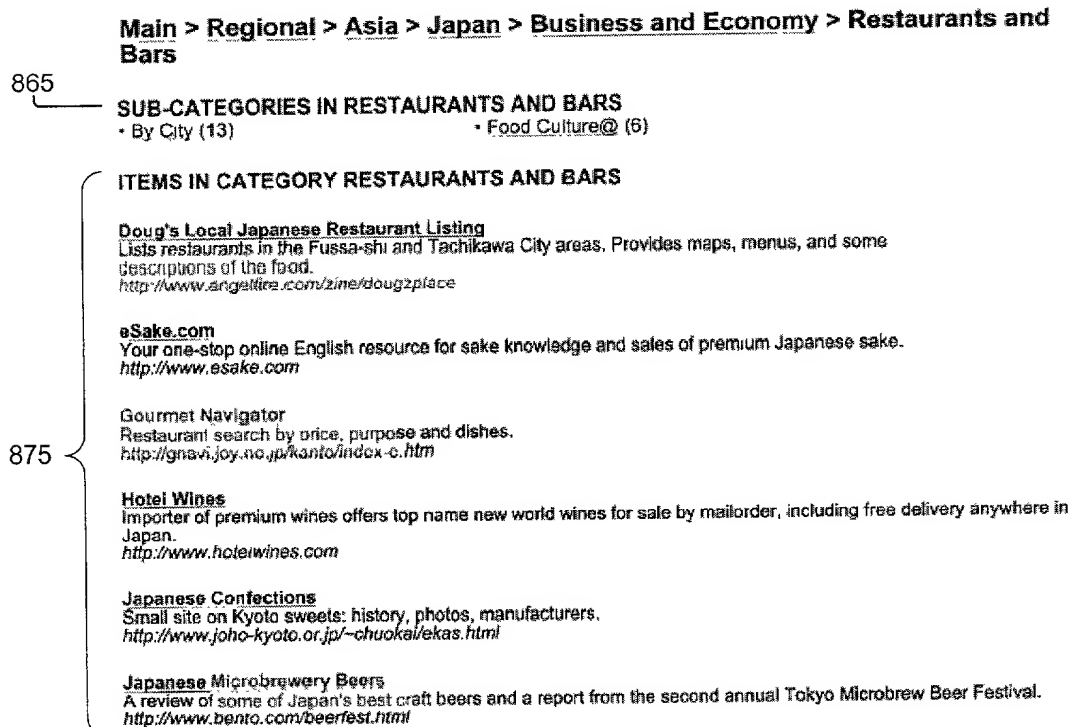 Main > Regional > Asia > Japan > Business and Economy > Restaurants and
Bars
865
SUB-CATEGORIES IN RESTAURANTS AND BARS
• By City (13) • Food Culture@ (6)
ITEMS IN CATEGORY RESTAURANTS AND BARS
Doug's Local Japanese Restaurant Listing
Lists restaurants in the Fussa-shi and Tachikawa City areas. Provides maps, menus, and some
descriptions of the food.
http://www.angelfire.com/zine/doug2place
eSake.com
Your one-stop online English resource for sake knowledge and sales of premium Japanese sake.
http://www.esake.com
Gourmet Navigator
Restaurant search by price, purpose and dishes.
http://gnavi.joy.ne.jp/kanto/index-e.htm
875
Hotel Wines
Importer of premium wines offers top name new world wines for sale by mailorder, including free delivery anywhere in
Japan.
http://www.hotelwines.com
Japanese Confections
Small site on Kyoto sweets: history, photos, manufacturers.
http://www.joho-kyoto.or.jp/~chuokai/ekas.html
Japanese Microbrewery Beers
A review of some of Japan's best craft beers and a report from the second annual Tokyo Microbrew Beer Festival.
http://www.bento.com/beerfest.html